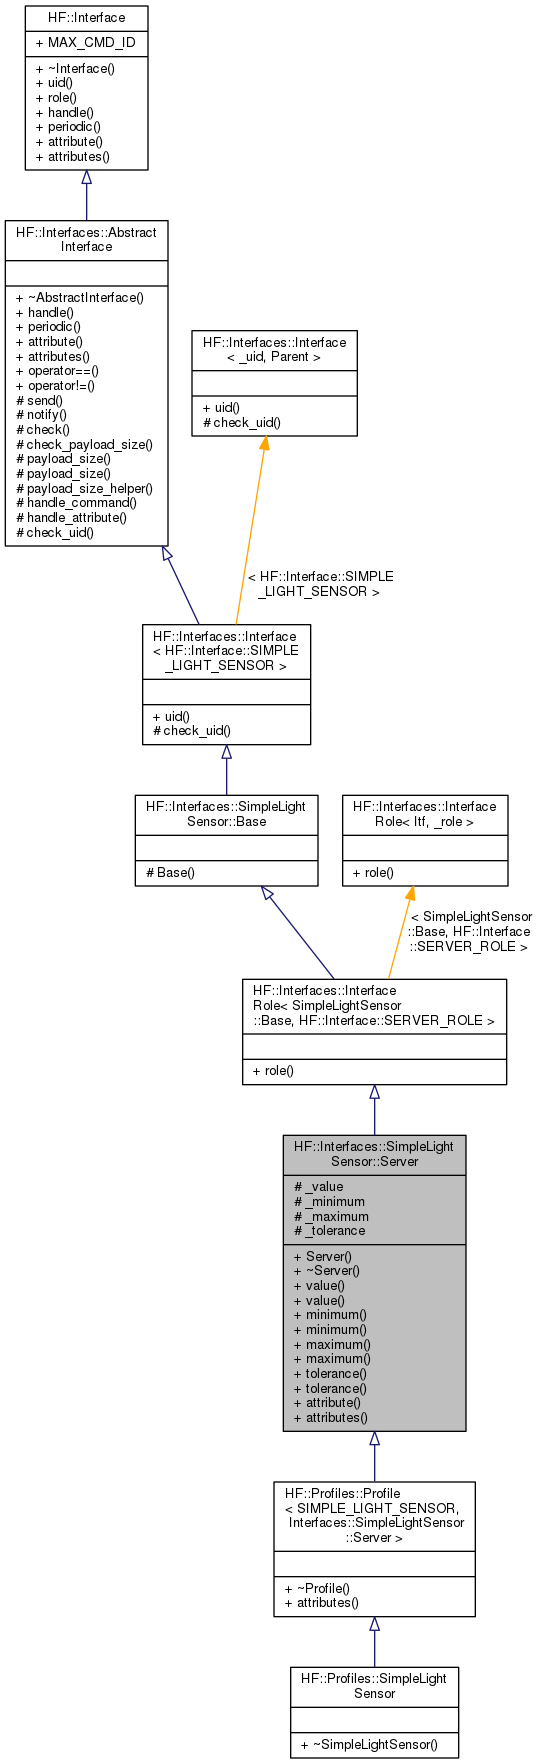 HF::Interface
+ MAX_CMD_ID
+ ~Interface()
+ uid()
+ role()
+ handle()
+ periodic()
+ attribute()
+ attributes()
HF::Interfaces::Abstract
Interface
+ ~AbstractInterface()
+ handle()
+ periodic()
+ attribute()
+ attributes()
+ operator==()
+ operator!=()
# send()
# notify()
# check()
# check_payload_size()
# payload_size()
# payload_size()
# payload_size_helper()
# handle_command()
# handle_attribute()
# check_uid()
HF::Interfaces::Interface
< _uid, Parent >
+ uid()
# check_uid()
< HF::Interface::SIMPLE
_LIGHT_SENSOR >
HF::Interfaces::Interface
< HF::Interface::SIMPLE
_LIGHT_SENSOR >
+ uid()
# check_uid()
HF::Interfaces::SimpleLight
Sensor::Base
# Base()
HF::Interfaces::Interface
Role< Itf, _role >
+ role()
< SimpleLightSensor
::Base, HF::Interface
::SERVER_ROLE >
HF::Interfaces::Interface
Role< SimpleLightSensor
::Base, HF::Interface::SERVER_ROLE >
+ role()
HF::Interfaces::SimpleLight
Sensor::Server
# _value
# _minimum
# _maximum
# _tolerance
+ Server()
+ ~Server()
+ value()
+ value()
+ minimum()
+ minimum()
+ maximum()
+ maximum()
+ tolerance()
+ tolerance()
+ attribute()
+ attributes()
HF::Profiles::Profile
< SIMPLE_LIGHT_SENSOR,
Interfaces::SimpleLightSensor
::Server >
+ ~Profile()
+ attributes()
HF::Profiles::SimpleLight
Sensor
+ ~SimpleLightSensor()